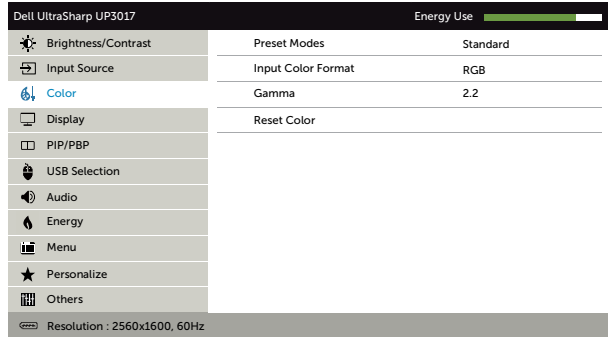 Dell UltraSharp UP3017 Energy Use
Brightness/Contrast Preset Modes Standard
Input Source Input Color Format RGB
Color Gamma 2.2
Display Reset Color
PIP/PBP
USB Selection
Audio
Energy
Menu
Personalize
Others
Resolution : 2560x1600, 60Hz